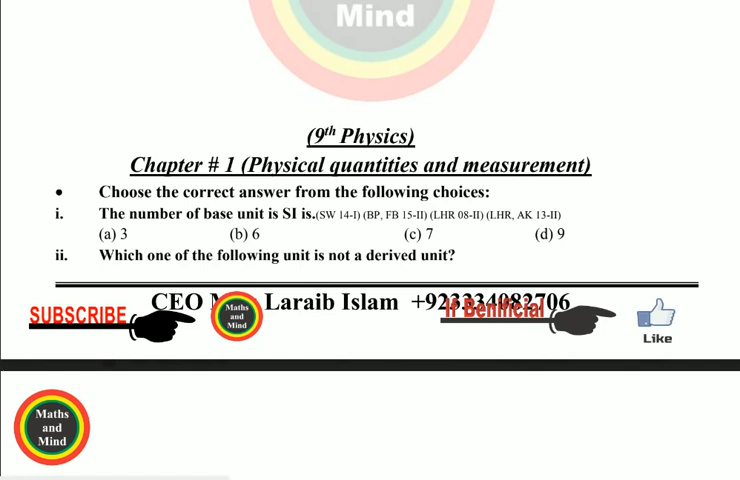 Mind
(9th Physics)
Chapter # 1 (Physical quantities and measurement)
• Choose the correct answer from the following choices:
i. The number of base unit is SI is.(SW 14-I) (BP, FB 15-II) (LHR 08-II) (LHR, AK 13-II)
(a) 3 (b) 6 (c) 7 (d) 9
ii. Which one of the following unit is not a derived unit?
CEO Laraib Islam +923234982706
SUBSCRIBE
Maths
and
Mind
If Benificial
Like
Maths
and
Mind